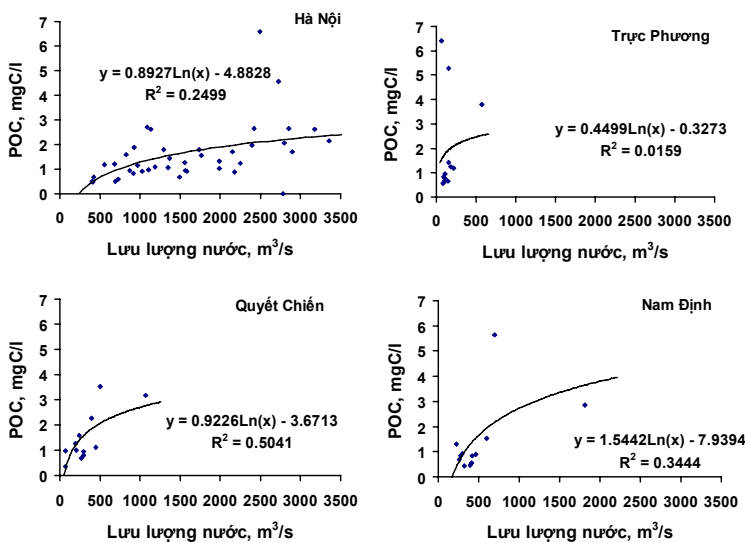 Hà Nội
y = 0.8927Ln(x) - 4.8828
R² = 0.2499
POC, mgC/l
7
6
5
4
3
2
1
0
0 500 1000 1500 2000 2500 3000 3500
Lưu lượng nước, m³/s
Trực Phương
y = 0.4499Ln(x) - 0.3273
R² = 0.0159
POC, mgC/l
7
6
5
4
3
2
1
0
0 500 1000 1500 2000 2500 3000 3500
Lưu lượng nước, m³/s
Quyết Chiến
y = 0.9226Ln(x) - 3.6713
R² = 0.5041
POC, mgC/l
7
6
5
4
3
2
1
0
0 500 1000 1500 2000 2500 3000 3500
Lưu lượng nước, m³/s
Nam Định
y = 1.5442Ln(x) - 7.9394
R² = 0.3444
POC, mgC/l
7
6
5
4
3
2
1
0
0 500 1000 1500 2000 2500 3000 3500
Lưu lượng nước, m³/s